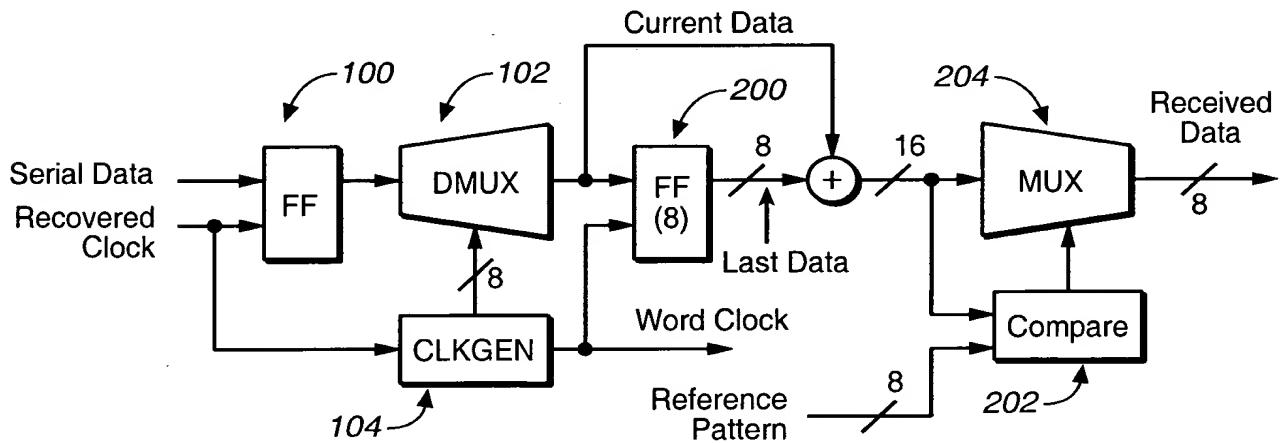 Current Data
100
102
200
204
Received
Data
Serial Data
Recovered
Clock
FF
DMUX
FF
(8)
8
+
16
MUX
8
8
Last Data
CLKGEN
Word Clock
Compare
104
Reference
Pattern
8
202